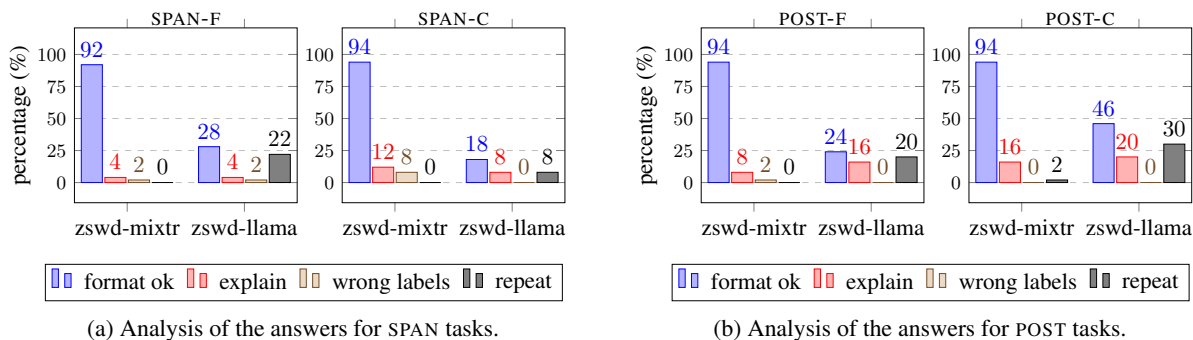 SPAN-F SPAN-C POST-F POST-C
percentage (%)
100
75
50
25
0
92 4 2 0 28 4 2 22
zswd-mixtr zswd-llama
100
75
50
25
0
94 12 8 0 18 8 0 8
zswd-mixtr zswd-llama
format ok explain wrong labels repeat
(a) Analysis of the answers for SPAN tasks.
percentage (%)
100
75
50
25
0
94 8 2 0 24 16 0 20
zswd-mixtr zswd-llama
100
75
50
25
0
94 16 0 2 46 20 0 30
zswd-mixtr zswd-llama
format ok explain wrong labels repeat
(b) Analysis of the answers for POST tasks.